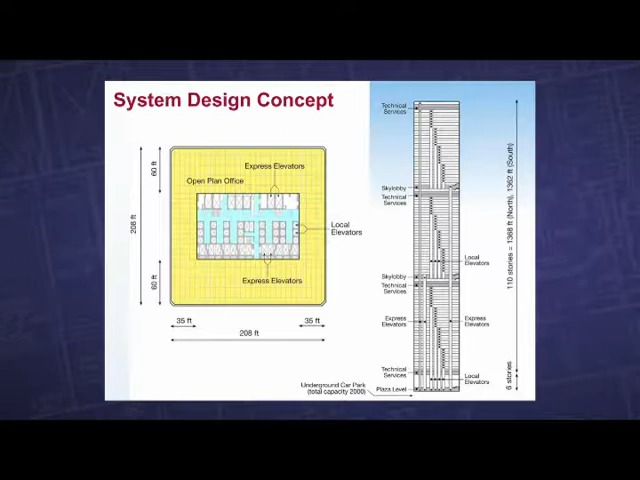 System Design Concept
Express Elevators
Open Plan Office
Local
Elevators
Express Elevators
60 ft
208 ft
60 ft
35 ft
35 ft
208 ft
Technical
Services
Skylobby
Technical
Services
Local
Elevators
Skylobby
Technical
Services
Express
Elevators
Express
Elevators
Technical
Services
Local
Elevators
Plaza Level
Underground Car Park
(total capacity 2000)
110 stories = 1368 ft (North), 1362 ft (South)
6 stories